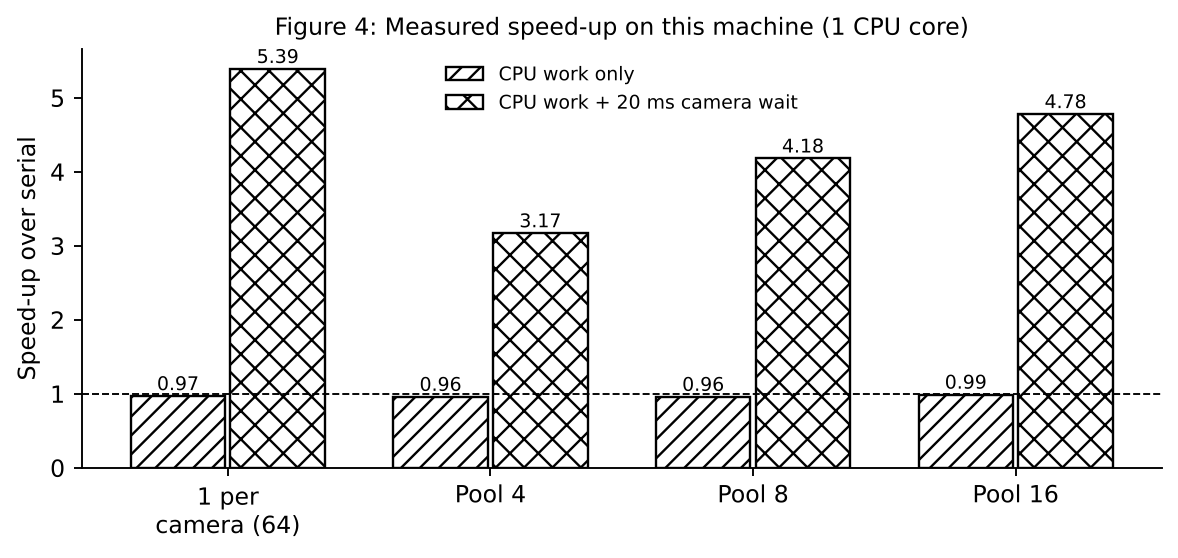 Figure 4: Measured speed-up on this machine (1 CPU core)
CPU work only
CPU work + 20 ms camera wait
Speed-up over serial
5
4
3
2
1
0
0.97
5.39
0.96
3.17
0.96
4.18
0.99
4.78
1 per
camera (64)
Pool 4
Pool 8
Pool 16